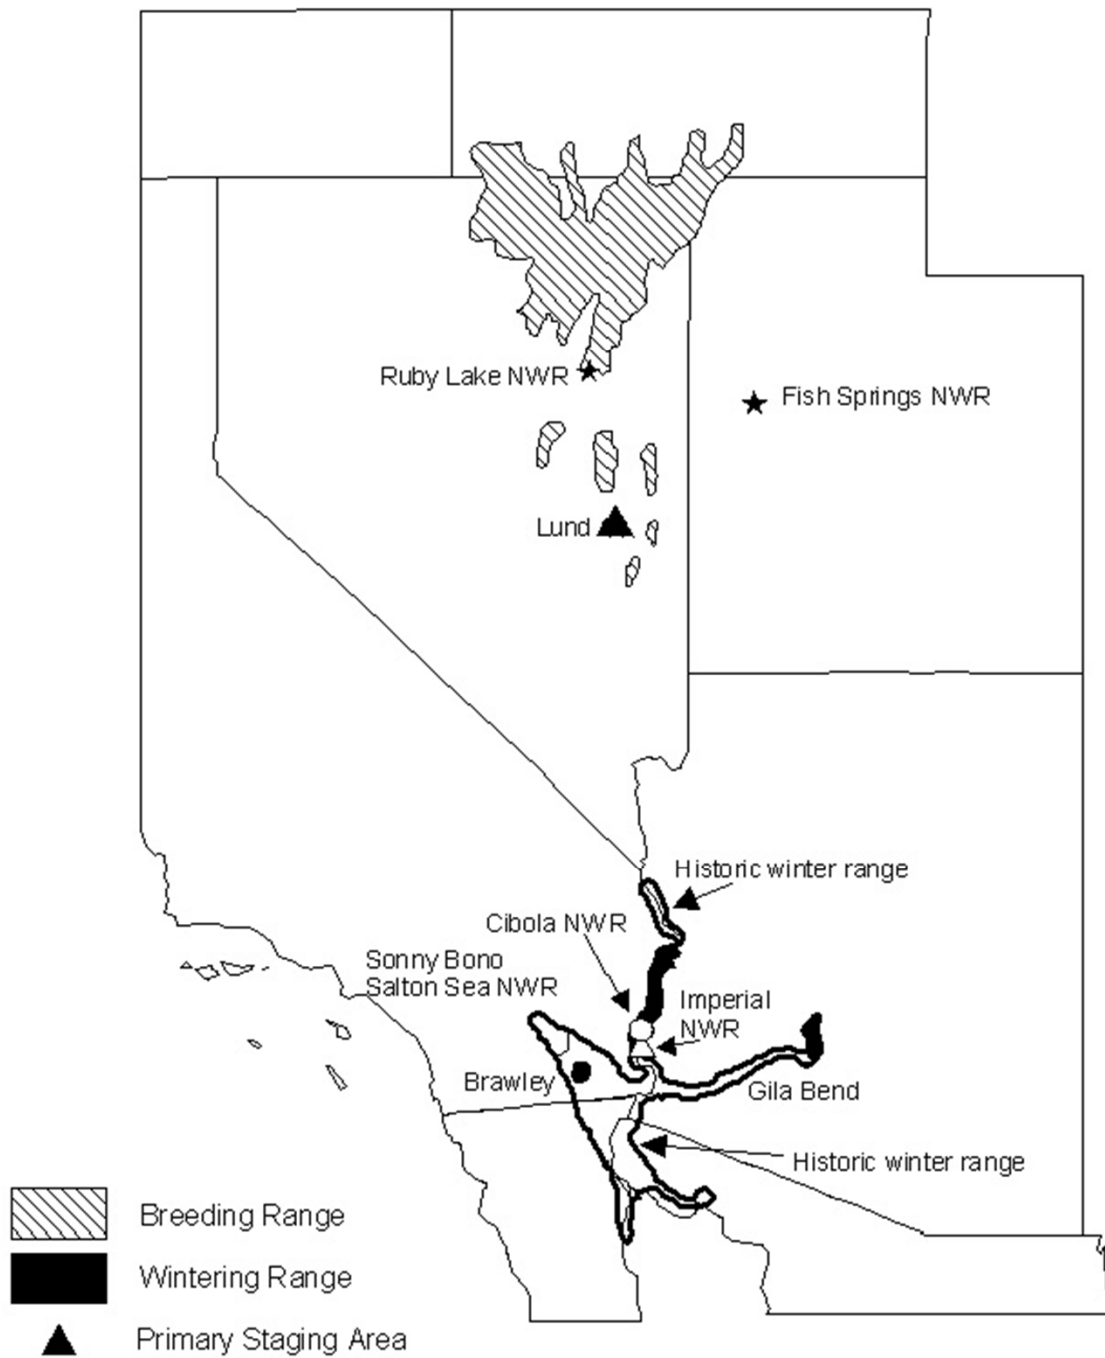 Ruby Lake NWR
Fish Springs NWR
Lund
Historic winter range
Cibola NWR
Sonny Bono
Salton Sea NWR
Imperial
NWR
Brawley
Gila Bend
Historic winter range
Breeding Range
Wintering Range
Primary Staging Area